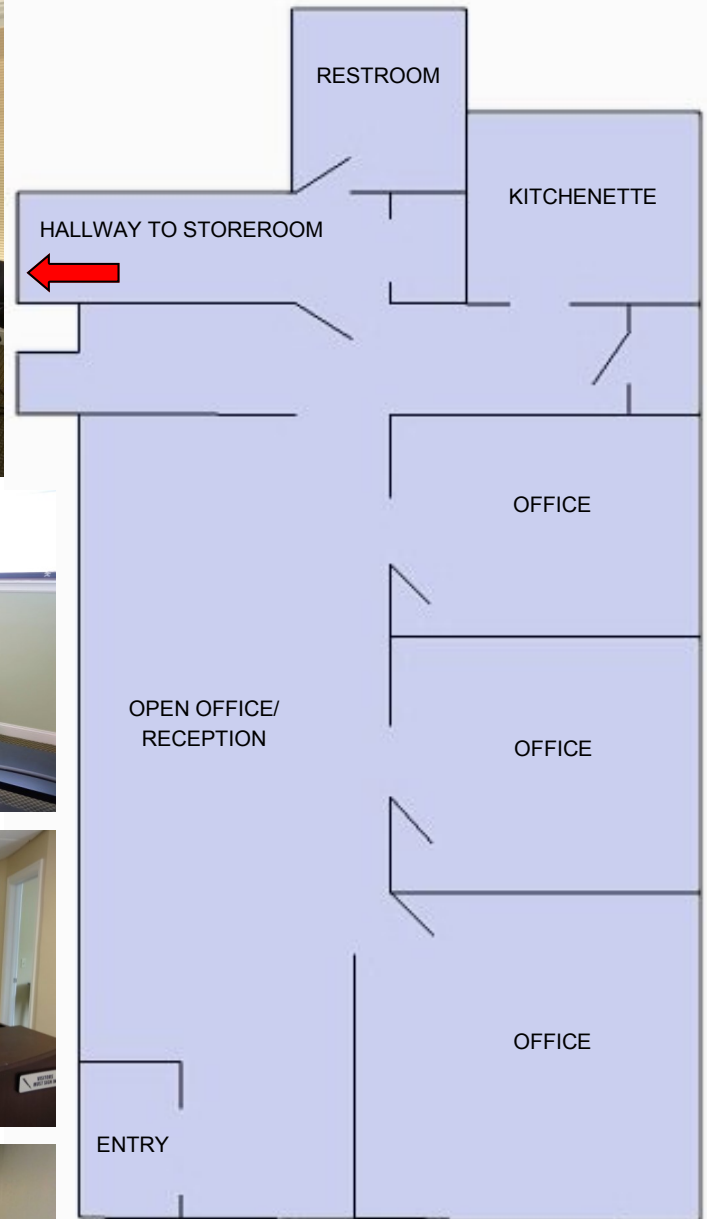 RESTROOM
KITCHENETTE
HALLWAY TO STOREROOM
OFFICE
OPEN OFFICE/
RECEPTION
OFFICE
OFFICE
ENTRY